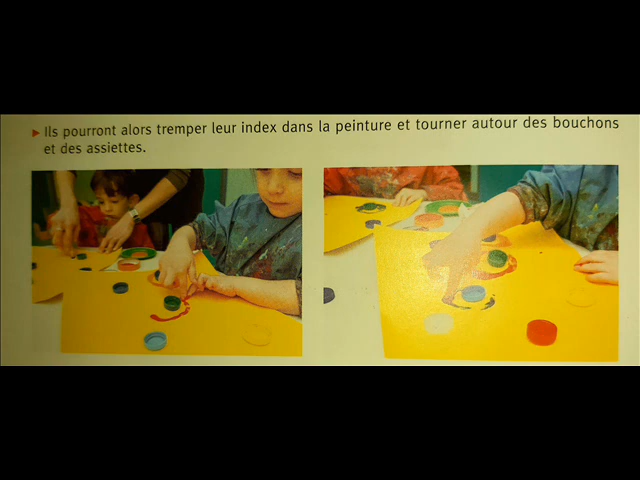 ▶ Ils pourront alors tremper leur index dans la peinture et tourner autour des bouchons
et des assiettes.